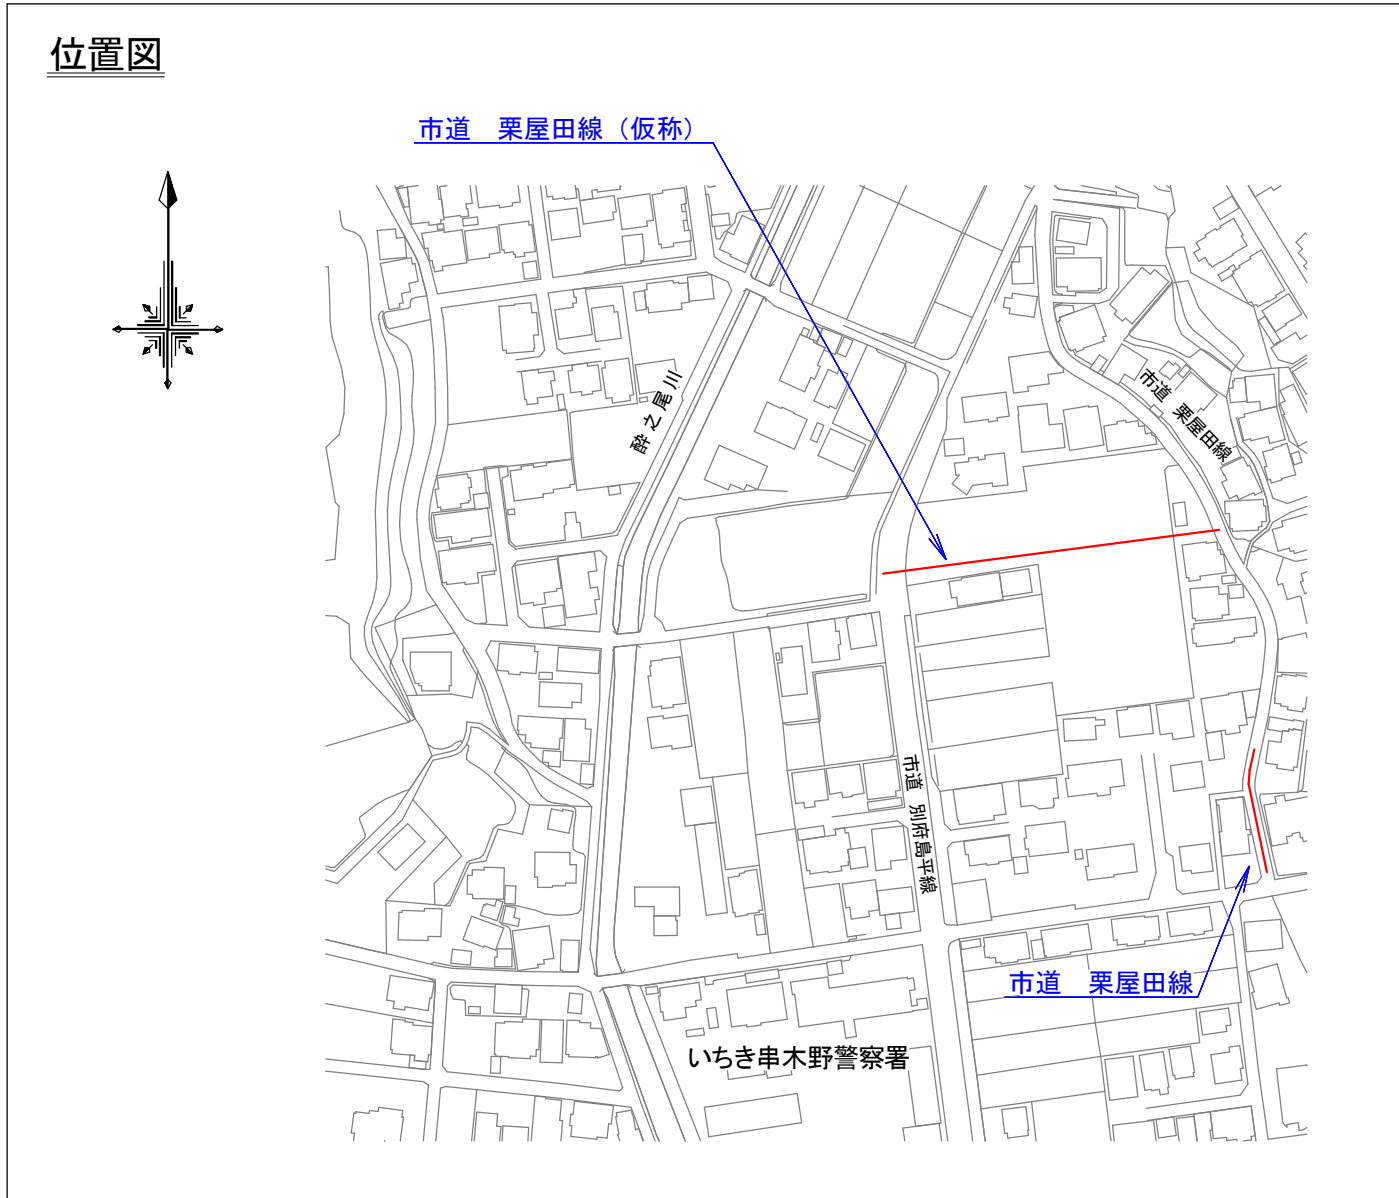 位置図
市道　栗屋田線（仮称）
酔之尾川
市道　栗屋田線
市道　別府島平線
市道　栗屋田線
いちき串木野警察署